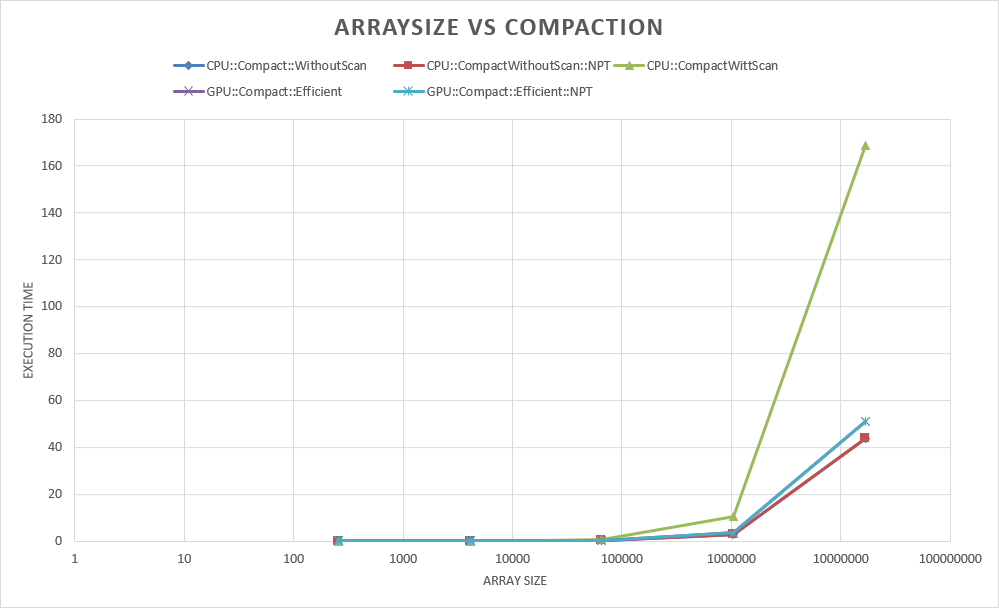 ARRAYSIZE VS COMPACTION
CPU::Compact::WithoutScan CPU::CompactWithoutScan::NPT CPU::CompactWittScan
GPU::Compact::Efficient GPU::Compact::Efficient::NPT
180
160
140
120
100
80
60
40
20
0
EXECUTION TIME
1 10 100 1000 10000 100000 1000000 10000000 100000000
ARRAY SIZE